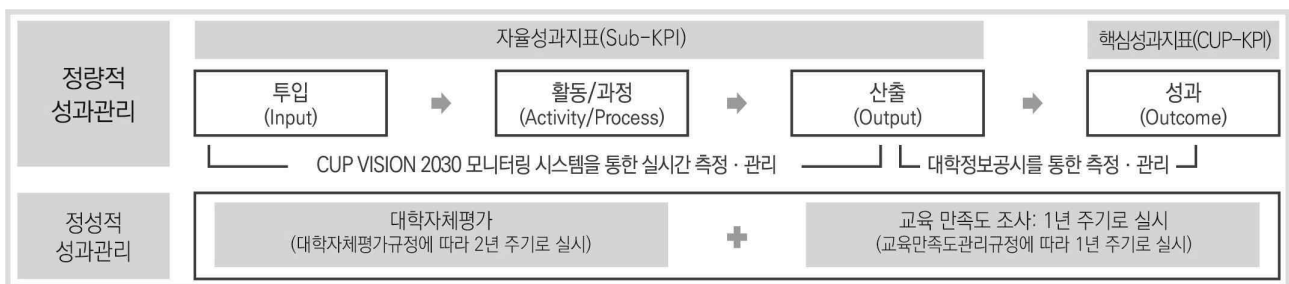 정량적
성과관리
자율성과지표(Sub-KPI)
핵심성과지표(CUP-KPI)
투입
(Input)
활동/과정
(Activity/Process)
산출
(Output)
성과
(Outcome)
CUP VISION 2030 모니터링 시스템을 통한 실시간 측정 · 관리
대학정보공시를 통한 측정 · 관리
정성적
성과관리
대학자체평가
(대학자체평가규정에 따라 2년 주기로 실시)
교육 만족도 조사: 1년 주기로 실시
(교육만족도관리규정에 따라 1년 주기로 실시)